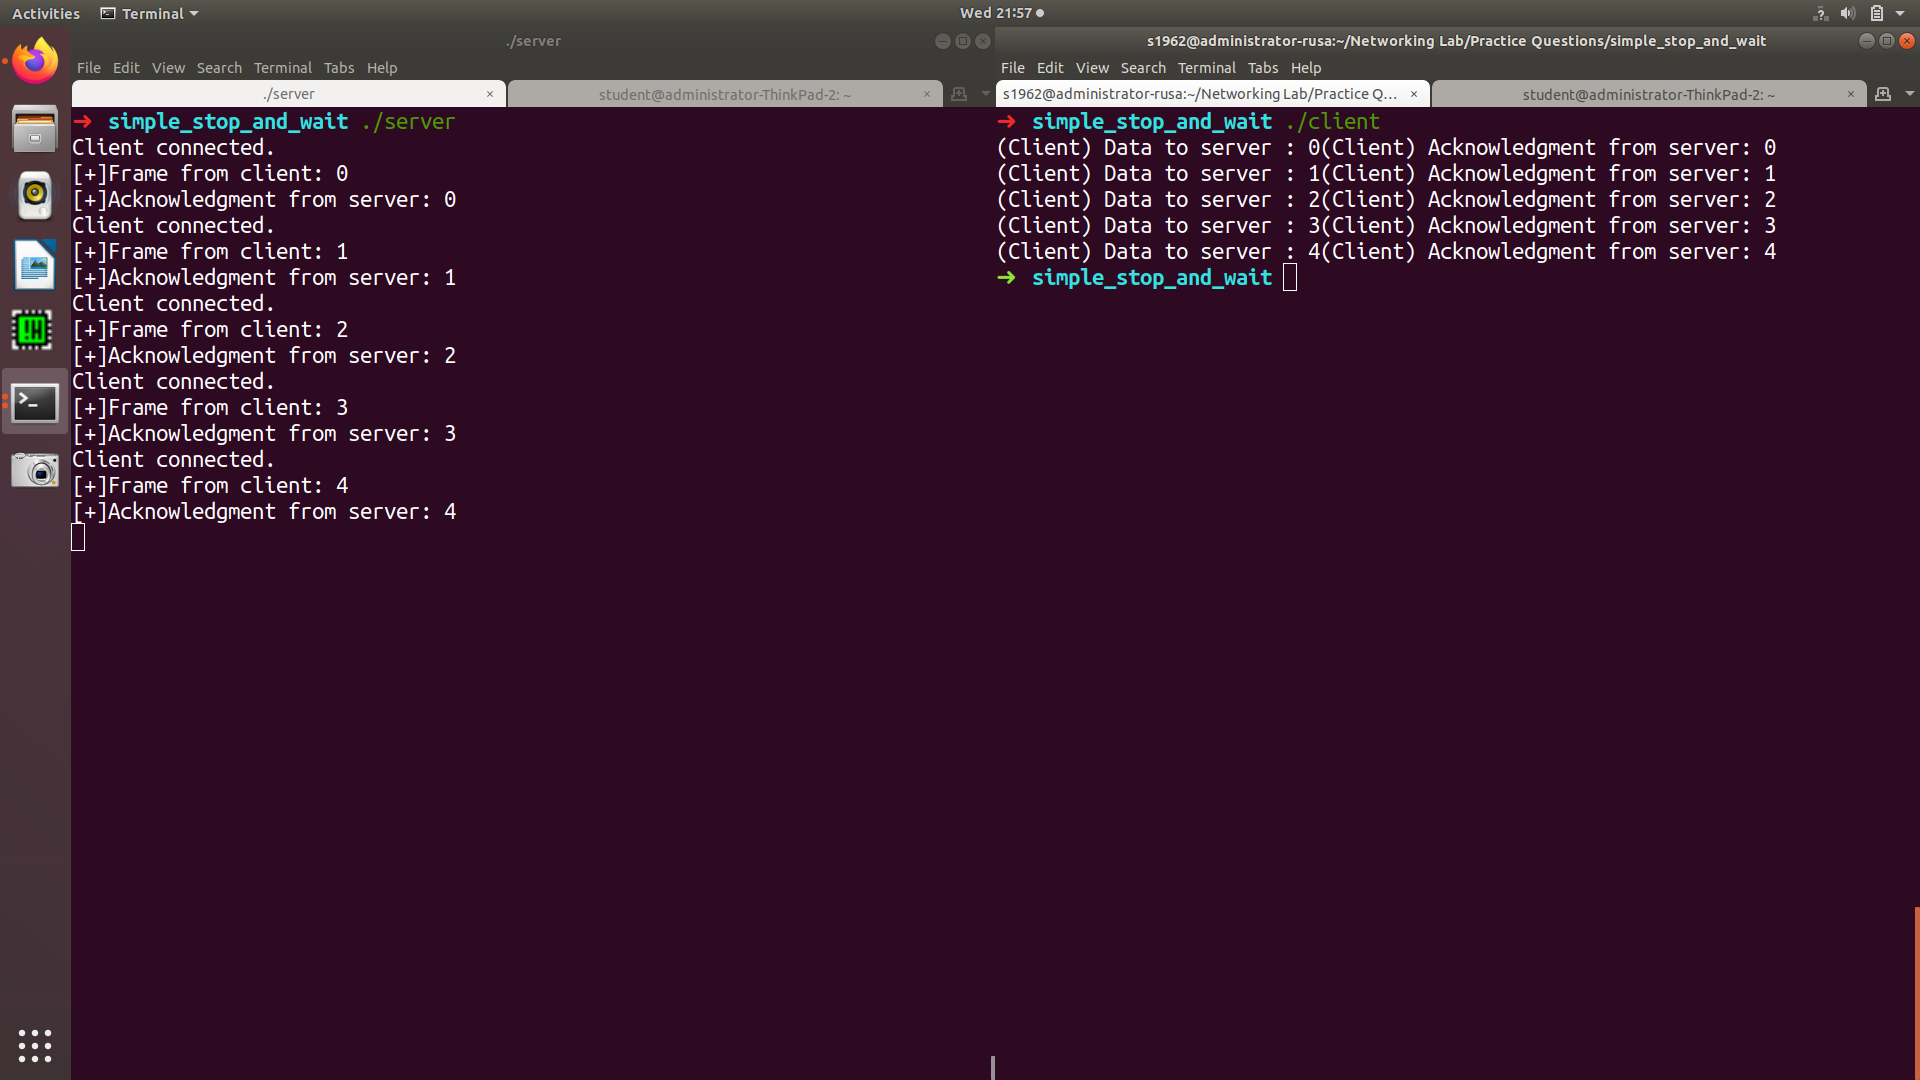 Activities Terminal Wed 21:57
./server
File Edit View Search Terminal Tabs Help
./server × student@administrator-ThinkPad-2: ~ ×
➜ simple_stop_and_wait ./server
Client connected.
[+]Frame from client: 0
[+]Acknowledgment from server: 0
Client connected.
[+]Frame from client: 1
[+]Acknowledgment from server: 1
Client connected.
[+]Frame from client: 2
[+]Acknowledgment from server: 2
Client connected.
[+]Frame from client: 3
[+]Acknowledgment from server: 3
Client connected.
[+]Frame from client: 4
[+]Acknowledgment from server: 4
s1962@administrator-rusa:~/Networking Lab/Practice Questions/simple_stop_and_wait
File Edit View Search Terminal Tabs Help
s1962@administrator-rusa:~/Networking Lab/Practice Q... × student@administrator-ThinkPad-2: ~ ×
➜ simple_stop_and_wait ./client
(Client) Data to server : 0(Client) Acknowledgment from server: 0
(Client) Data to server : 1(Client) Acknowledgment from server: 1
(Client) Data to server : 2(Client) Acknowledgment from server: 2
(Client) Data to server : 3(Client) Acknowledgment from server: 3
(Client) Data to server : 4(Client) Acknowledgment from server: 4
➜ simple_stop_and_wait